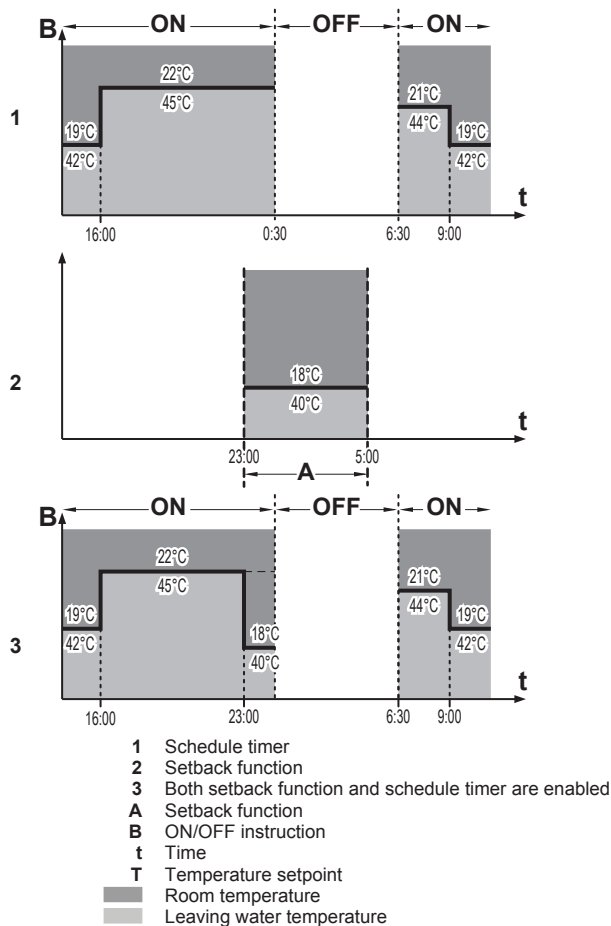 B ON OFF ON
22°C
45°C
21°C
44°C
19°C
42°C
19°C
42°C
1
t
16:00 0:30 6:30 9:00
18°C
40°C
2
t
23:00 5:00
A
B ON OFF ON
22°C
45°C
21°C
44°C
19°C
42°C
18°C
40°C
19°C
42°C
3
t
16:00 23:00 6:30 9:00
1 Schedule timer
2 Setback function
3 Both setback function and schedule timer are enabled
A Setback function
B ON/OFF instruction
t Time
T Temperature setpoint
Room temperature
Leaving water temperature